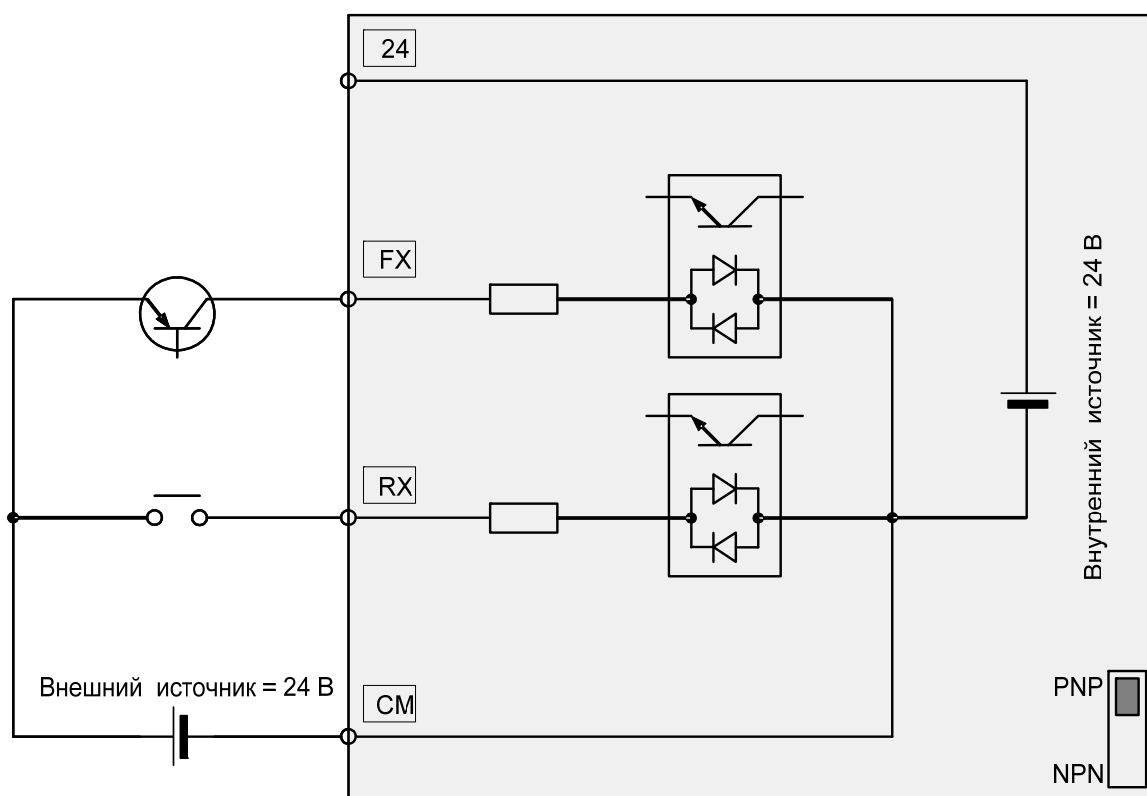 24
FX
Внутренний источник = 24 В
RX
Внешний источник = 24 В
CM
PNP
NPN